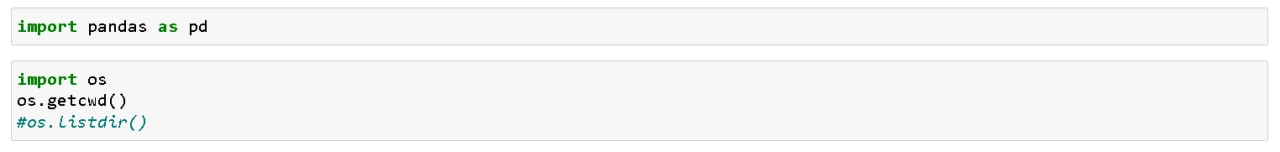 import pandas as pd
import os
os.getcwd()
#os.listdir()